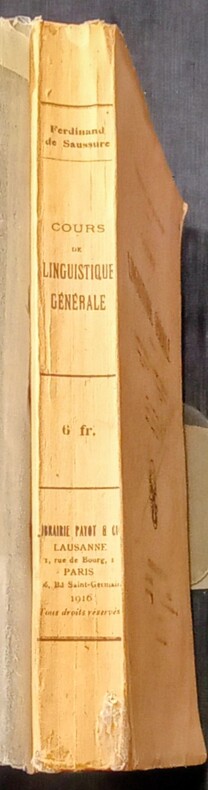 Ferdinand
de Saussure
COURS
DE
LINGUISTIQUE
GÉNÉRALE
6 fr.
LIBRAIRIE PAYOT & Cie
LAUSANNE
1, rue de Bourg, 1
PARIS
46, Bd Saint-Germain
1916
Tous droits réservés